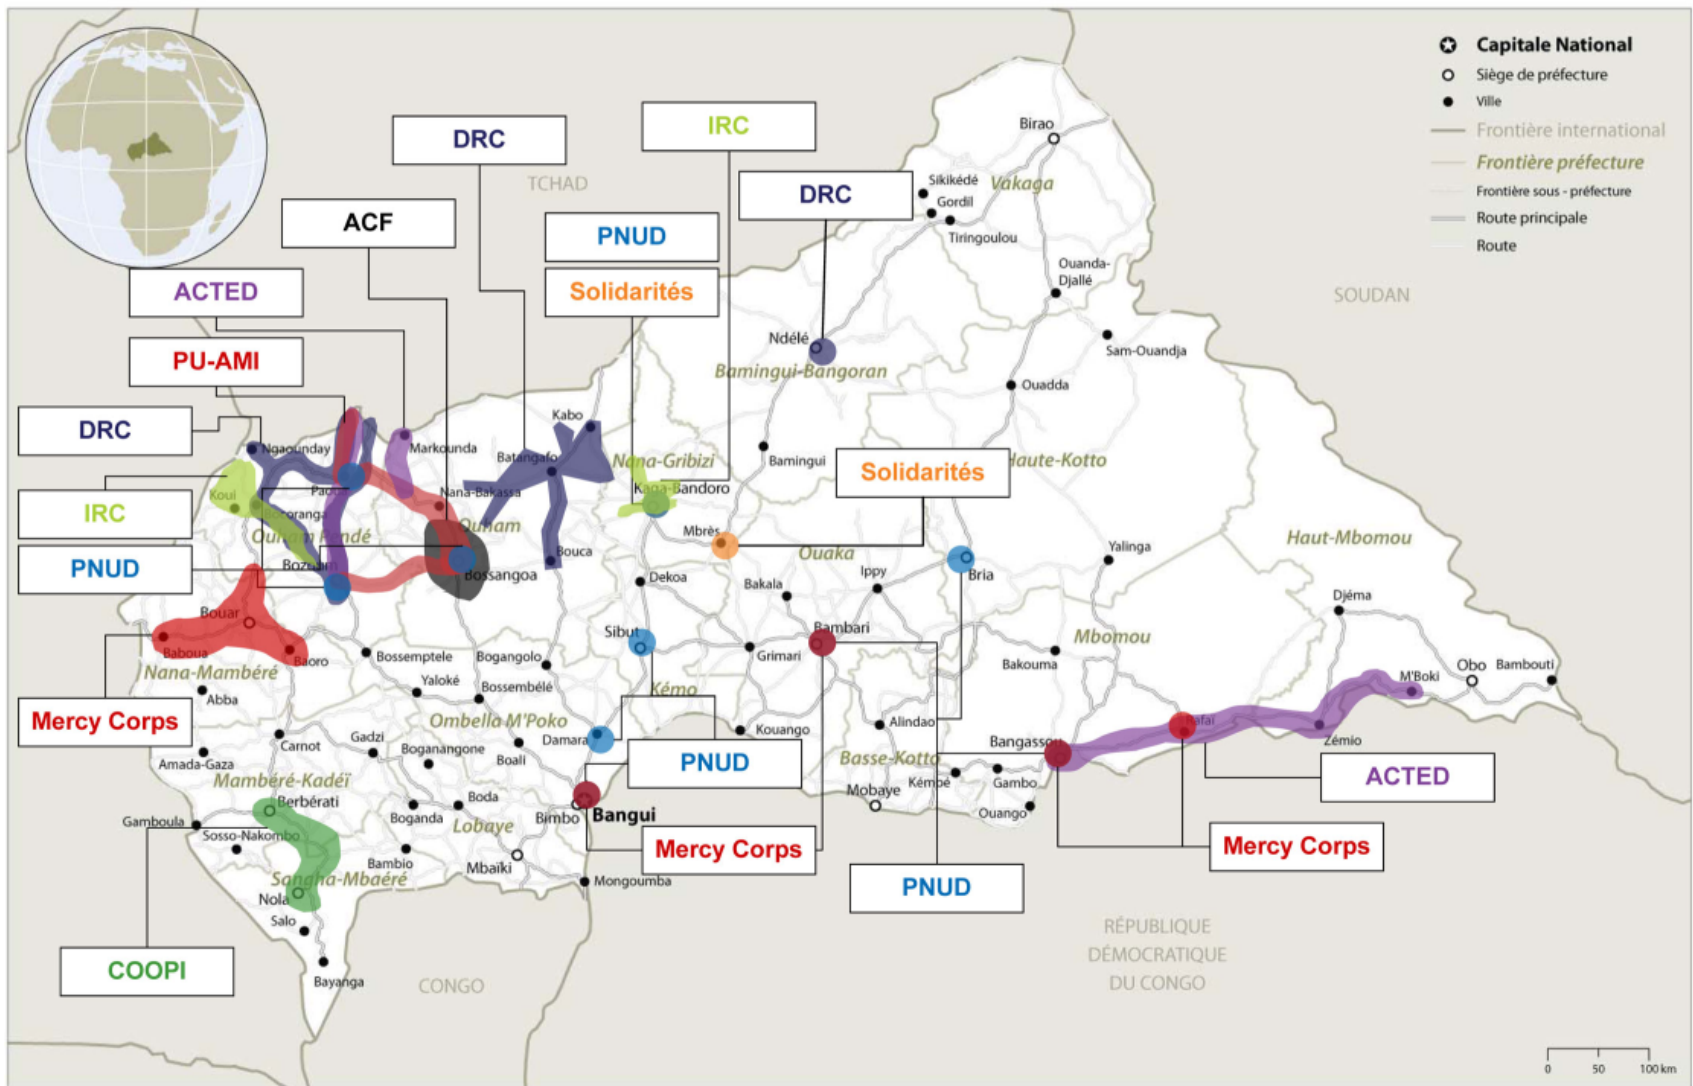 Capitale National
Siège de préfecture
Ville
Frontière international
Frontière préfecture
Frontière sous - préfecture
Route principale
Route
IRC
DRC
DRC
ACF
PNUD
Solidarités
ACTED
PU-AMI
DRC
IRC
PNUD
Mercy Corps
COOPI
Solidarités
PNUD
Mercy Corps
PNUD
ACTED
Mercy Corps
TCHAD
SOUDAN
CONGO
RÉPUBLIQUE
DÉMOCRATIQUE
DU CONGO
Birao
Vakaga
Sikikédé
Gordil
Tiringoulou
Ouanda-
Djallé
Sam-Ouandja
Ndélé
Bamingui-Bangoran
Ouadda
Kabo
Ngaounday
Markounda
Batangafo
Nana-Gribizi
Bamingui
Haute-Kotto
Koui
Paoua
Nana-Bakassa
Kaga-Bandoro
Bocoranga
Ouham Pendé
Ouham
Mbrès
Ouaka
Haut-Mbomou
Bozoum
Bossangoa
Bouca
Dekoa
Bakala
Ippy
Bria
Yalinga
Djéma
Bouar
Baboua
Baoro
Nana-Mambéré
Abba
Bossemptele
Yaloké
Bogangolo
Bossembélé
Sibut
Kémo
Grimari
Bambari
Bakouma
Mbomou
M'Boki
Obo
Bambouti
Ombella M'Poko
Damara
Kouango
Alindao
Rafaï
Zémio
Carnot
Gadzi
Boganangone
Boali
Basse-Kotto
Bangassou
Amada-Gaza
Mambéré-Kadéï
Berbérati
Boda
Boganda
Bimbo
Bangui
Mobaye
Kémbé
Gambo
Ouango
Gamboula
Sosso-Nakombo
Lobaye
Bambio
Mbaïki
Mongoumba
Sangha-Mbaéré
Nola
Salo
Bayanga
0 50 100 km